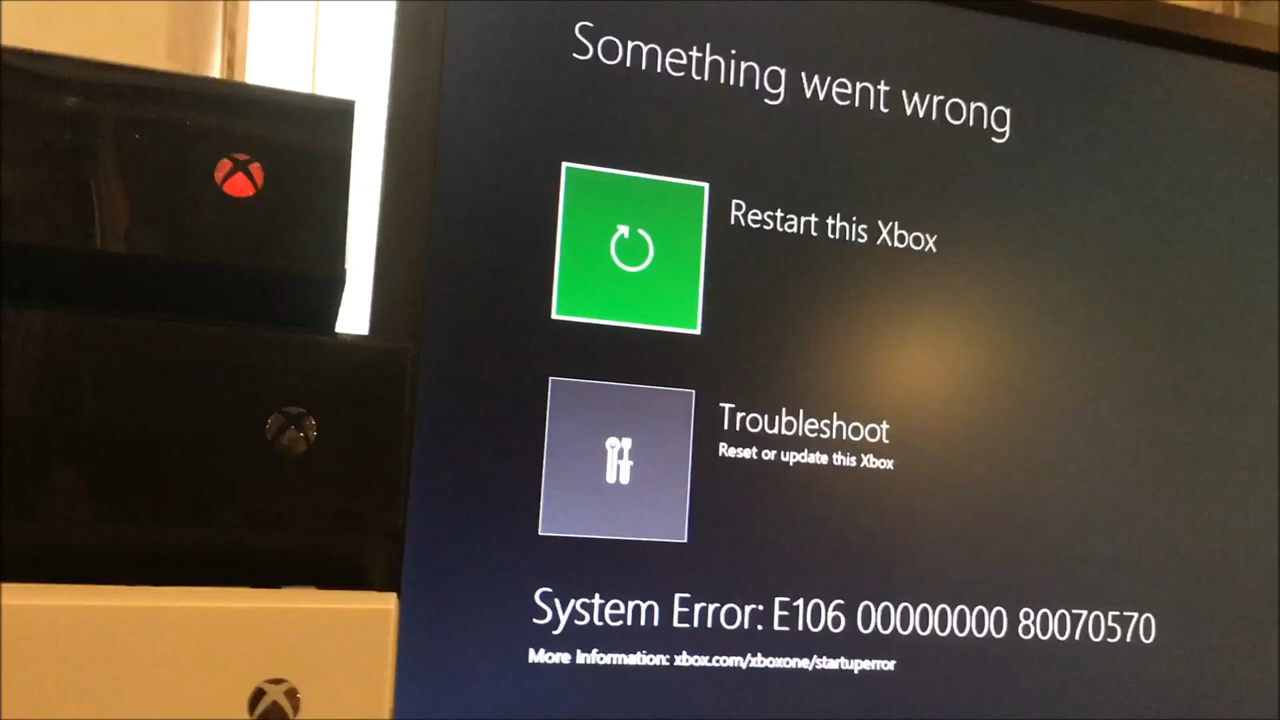 Something went wrong
Restart this Xbox
Troubleshoot
Reset or update this Xbox
System Error: E106 00000000 80070570
More Information: xbox.com/xboxone/startuperror